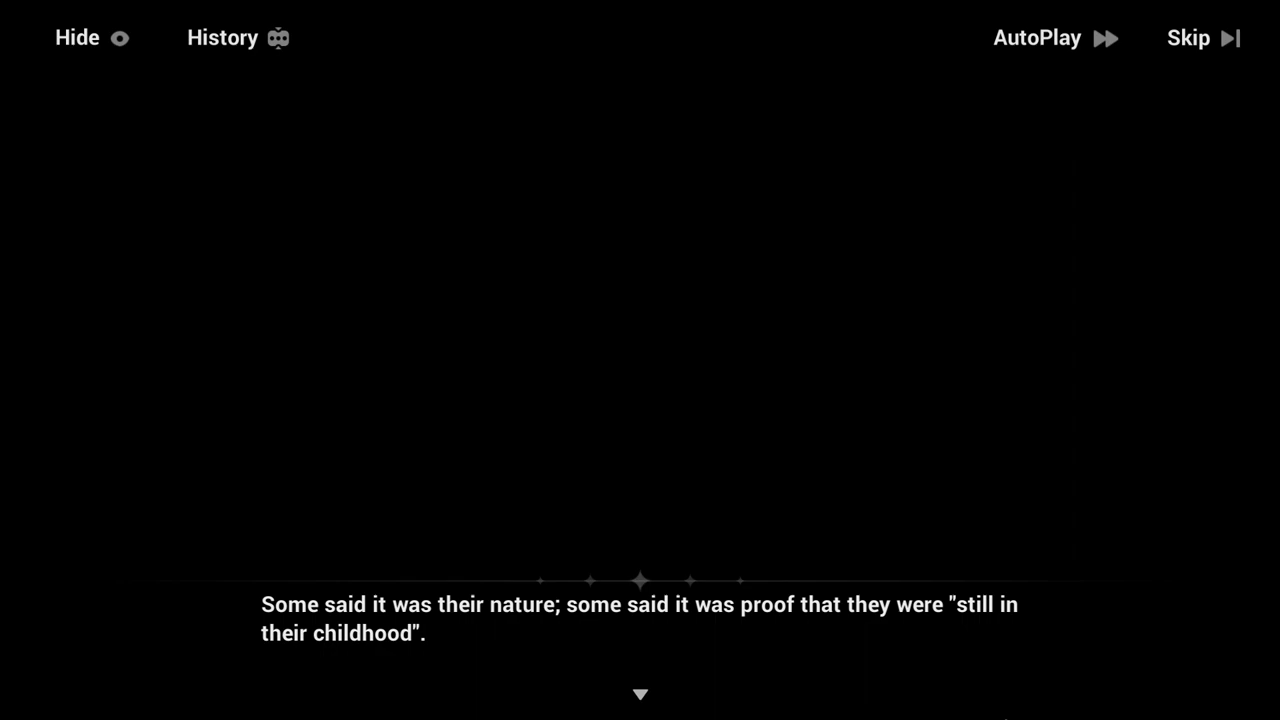 Hide
History
AutoPlay
Skip
Some said it was their nature; some said it was proof that they were "still in
their childhood".